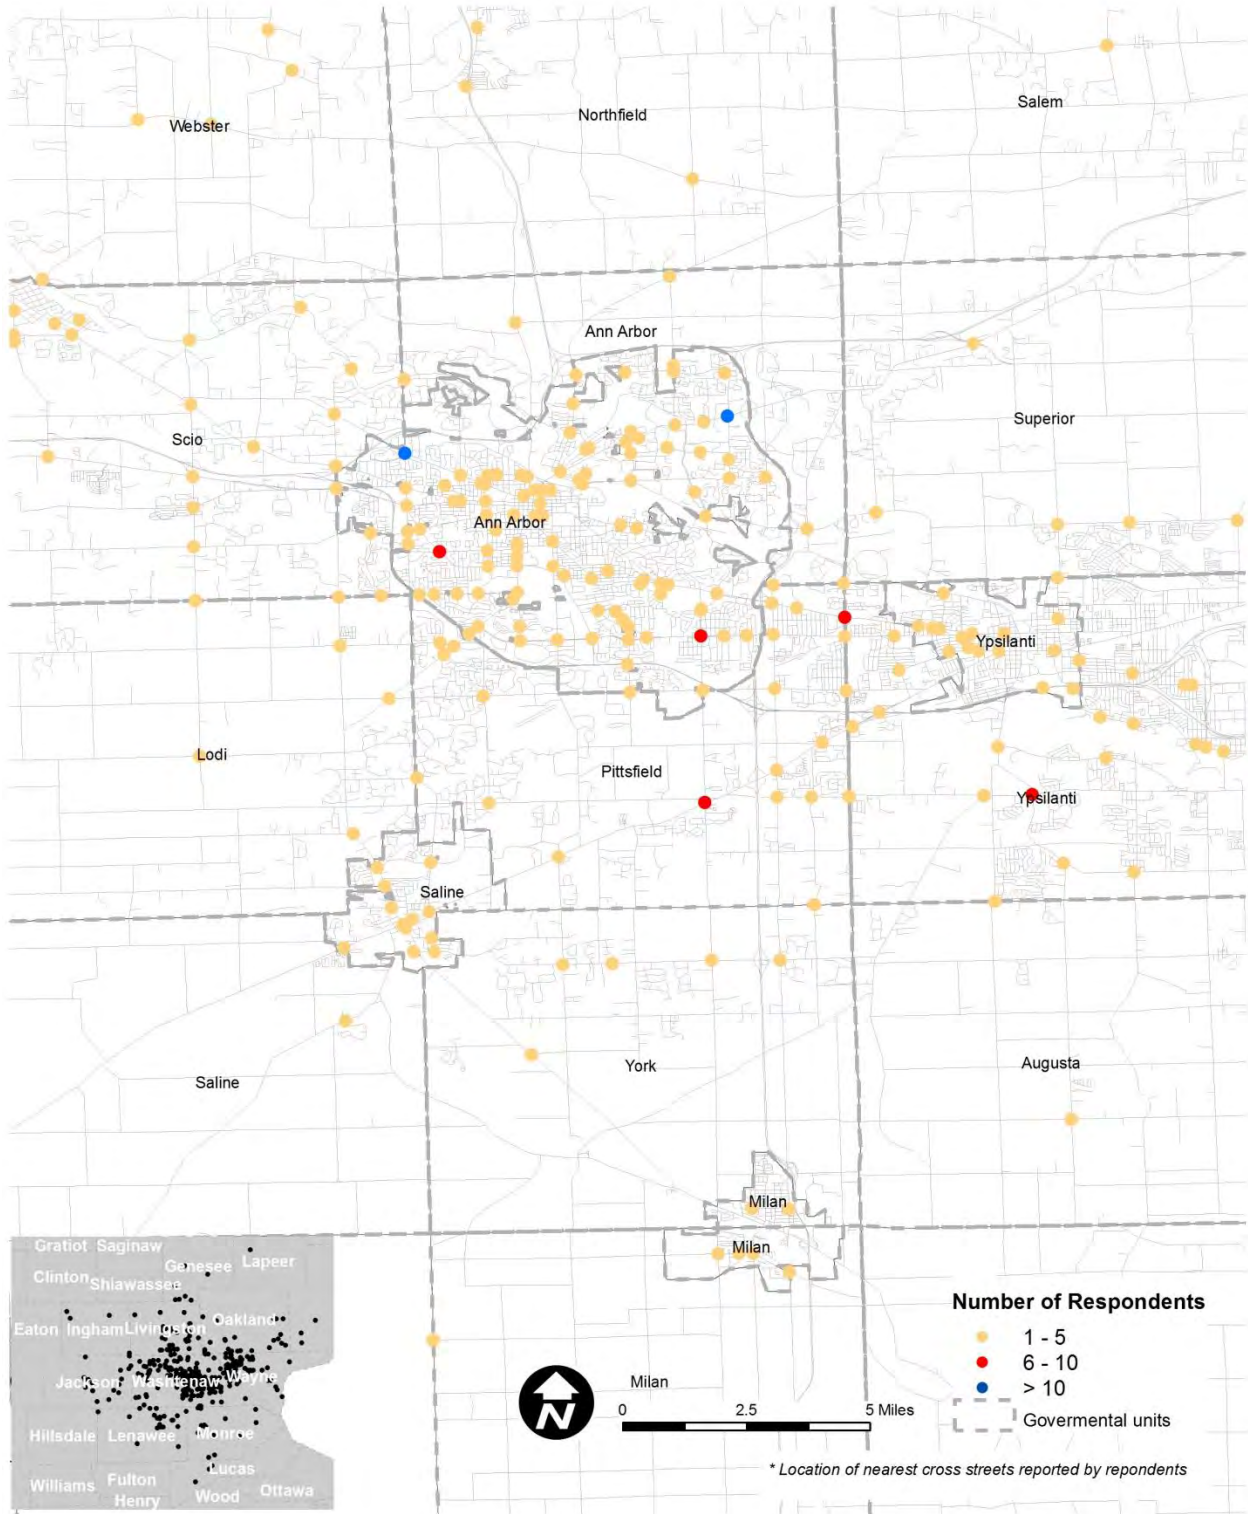 Webster
Northfield
Salem
Ann Arbor
Superior
Scio
Ann Arbor
Ypsilanti
Lodi
Pittsfield
Ypsilanti
Saline
York
Augusta
Saline
Milan
Milan
Gratiot Saginaw
Genesee Lapeer
Clinton Shiawassee
Oakland
Eaton Ingham Livingston
Jackson Washtenaw Wayne
Hillsdale Lenawee Monroe
Lucas
Williams Fulton
Henry Wood Ottawa
N
Milan
0 2.5 5 Miles
Number of Respondents
1 - 5
6 - 10
> 10
Govermental units
* Location of nearest cross streets reported by repondents